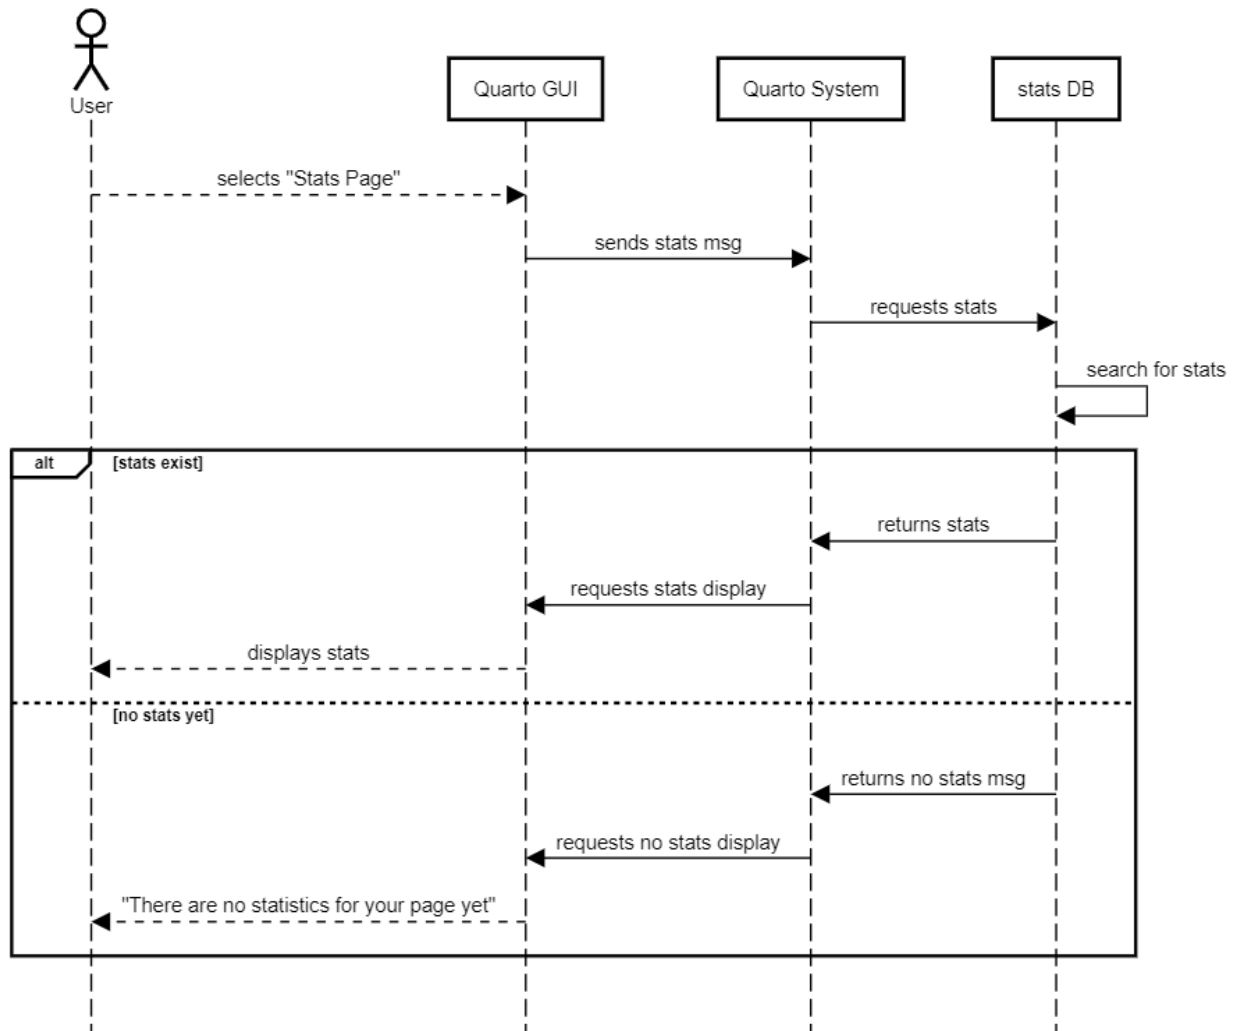 User
Quarto GUI
Quarto System
stats DB
selects "Stats Page"
sends stats msg
requests stats
search for stats
alt
[stats exist]
returns stats
requests stats display
displays stats
[no stats yet]
returns no stats msg
requests no stats display
"There are no statistics for your page yet"